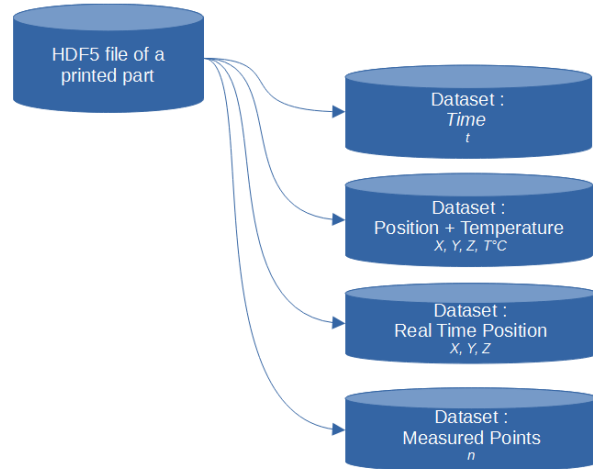 HDF5 file of a
printed part
Dataset :
Time
t
Dataset :
Position + Temperature
X, Y, Z, T°C
Dataset :
Real Time Position
X, Y, Z
Dataset :
Measured Points
n